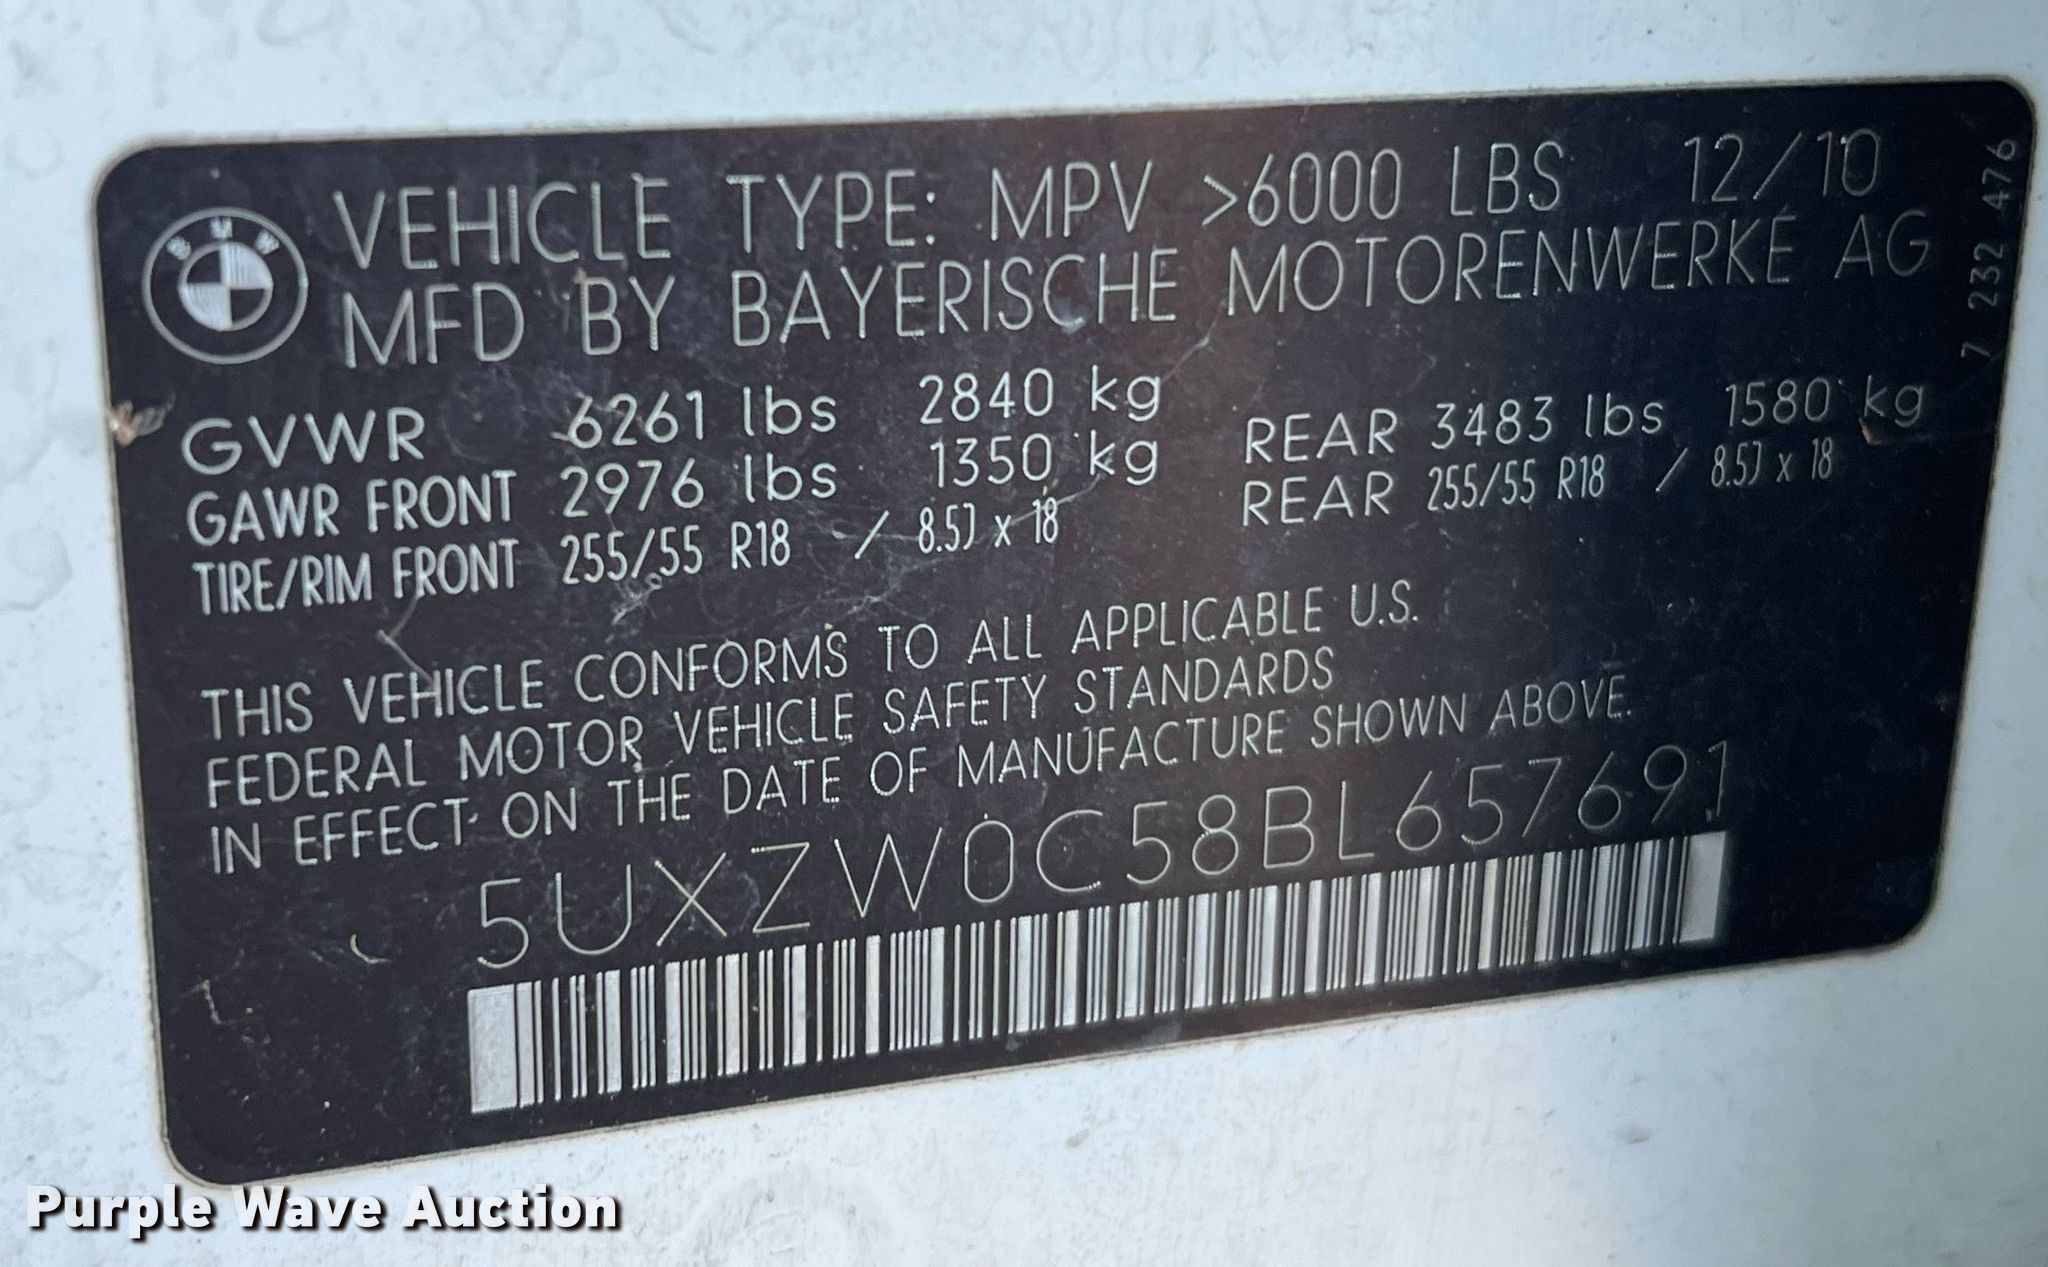 BMW
VEHICLE TYPE: MPV >6000 LBS 12/10
MFD BY BAYERISCHE MOTORENWERKE AG
7 232 476
GVWR 6261 lbs 2840 kg
GAWR FRONT 2976 lbs 1350 kg REAR 3483 lbs 1580 kg
TIRE/RIM FRONT 255/55 R18 / 8.5J x 18 REAR 255/55 R18 / 8.5J x 18
THIS VEHICLE CONFORMS TO ALL APPLICABLE U.S.
FEDERAL MOTOR VEHICLE SAFETY STANDARDS
IN EFFECT ON THE DATE OF MANUFACTURE SHOWN ABOVE.
5UXZW0C58BL657691
Purple Wave Auction